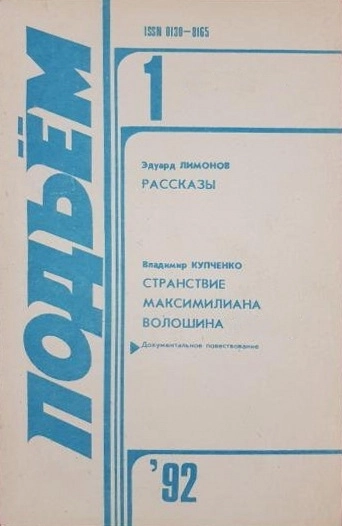 ISSN 0130—8165
ПОДЪЁМ
1
Эдуард ЛИМОНОВ
РАССКАЗЫ
Владимир КУПЧЕНКО
СТРАНСТВИЕ
МАКСИМИЛИАНА
ВОЛОШИНА
Документальное повествование
'92